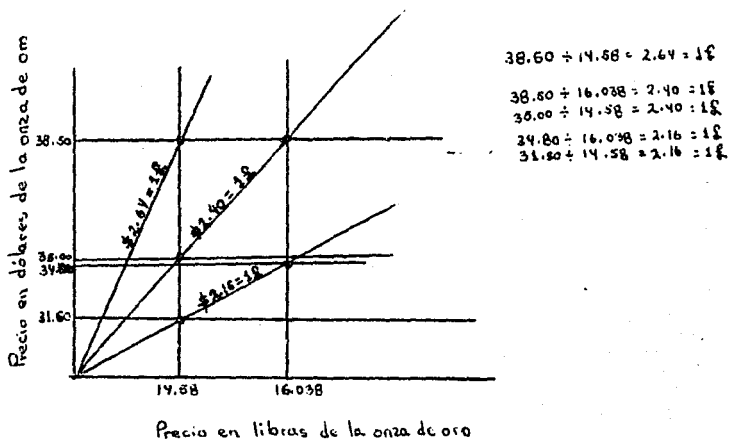 Precio en dólares de la onza de oro
38.50
35.00
34.80
31.60
$2.64=1£
$2.40=1£
$2.16=1£
14.58
16.038
Precio en libras de la onza de oro
38.50 ÷ 14.58 = 2.64 = 1£
38.50 ÷ 16.038 = 2.40 = 1£
35.00 ÷ 14.58 = 2.40 = 1£
34.80 ÷ 16.038 = 2.16 = 1£
31.50 ÷ 14.58 = 2.16 = 1£